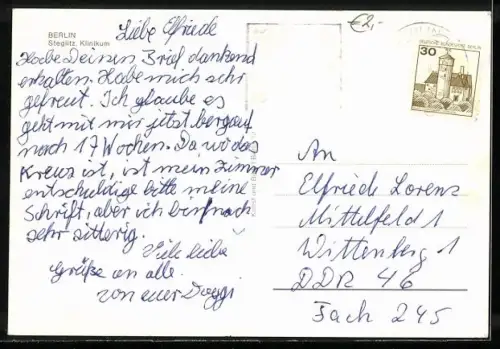 BERLIN
Steglitz, Klinikum
€2,-
30
Liebe Elfriede
Habe Deinen Brief dankend
erhalten. Habe mich sehr
gefreut. Ich glaube es
geht mit mir jetzt bergauf
nach 17 Wochen. Da wo das
Kreuz ist, ist mein Zimmer
entschuldige bitte meine
Schrift, aber ich bin noch
sehr zitterig.
Viele liebe
Grüße an alle.
von euer
An
Elfriede Lorenz
Mittelfeld 1
Wittenberg 1
DDR 46
Fach 245